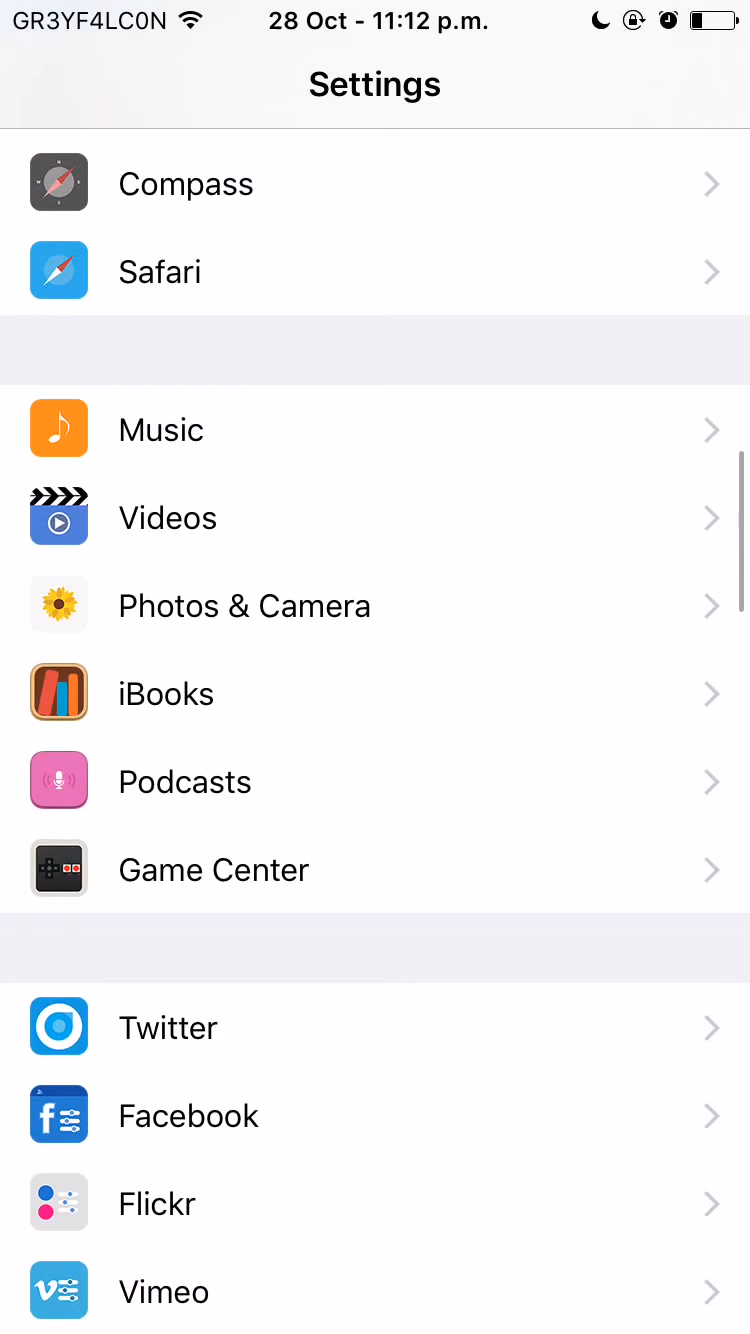 GR3YF4LC0N 28 Oct - 11:12 p.m.
Settings
Compass
Safari
Music
Videos
Photos & Camera
iBooks
Podcasts
Game Center
Twitter
Facebook
Flickr
Vimeo